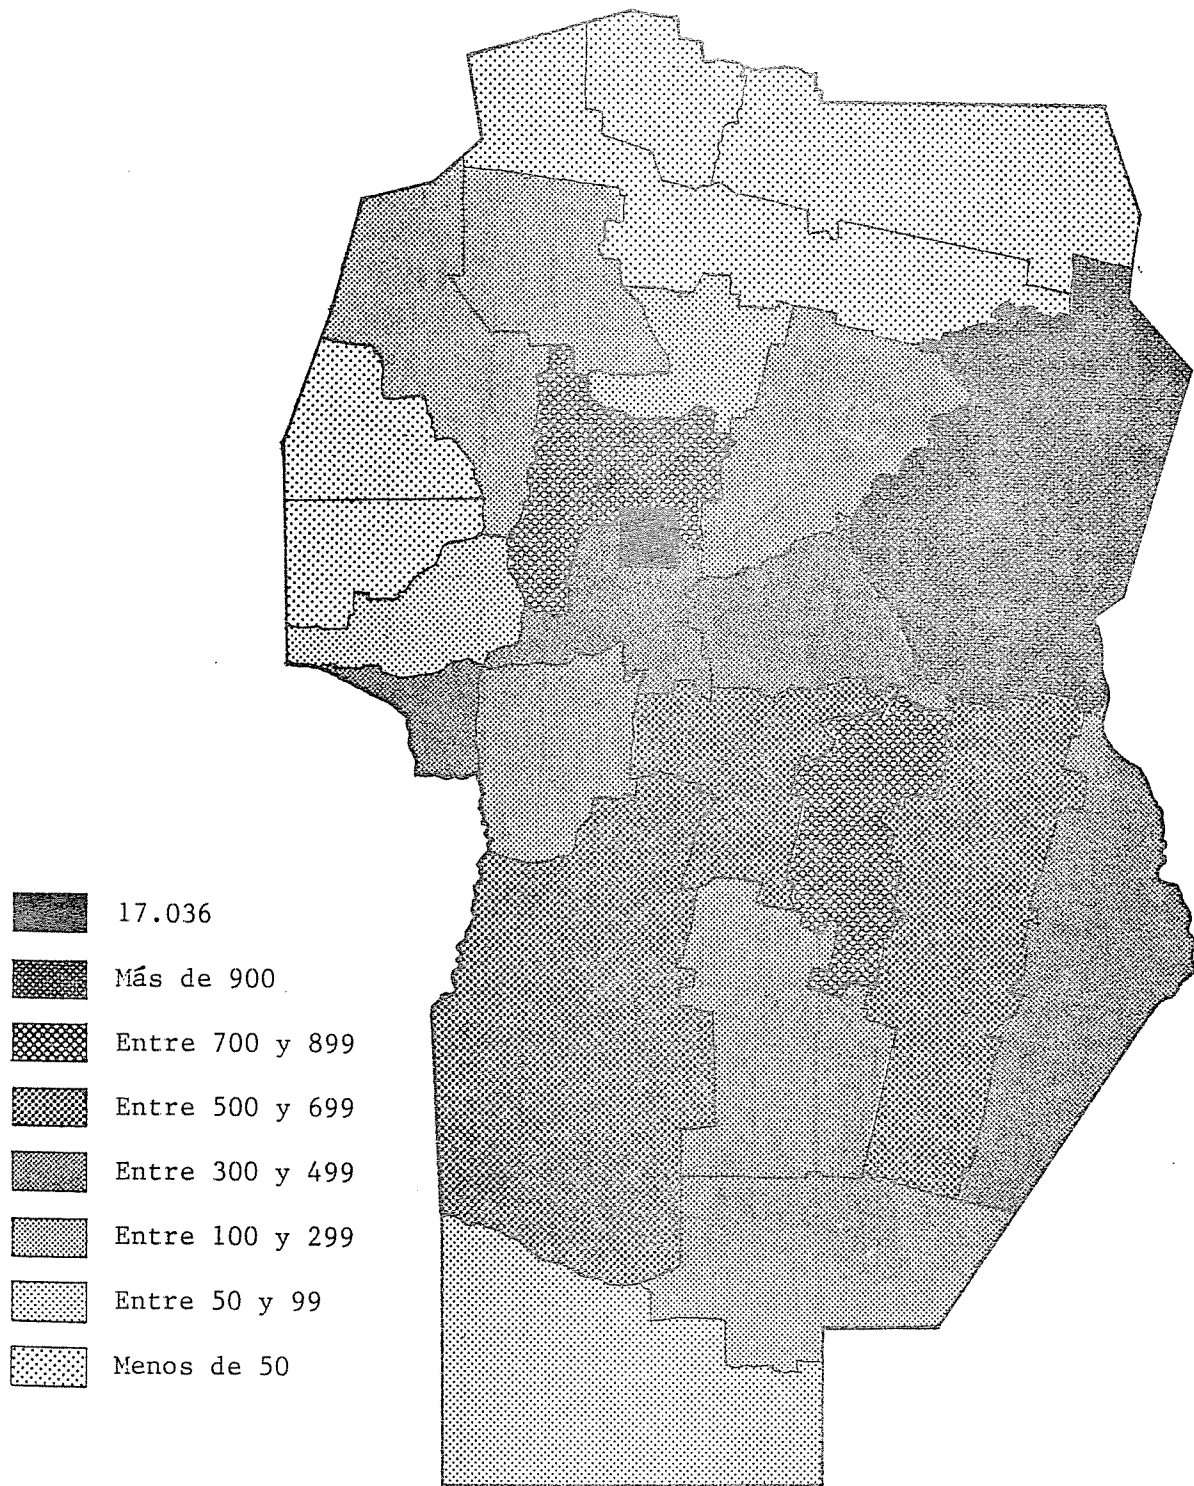 17.036
Más de 900
Entre 700 y 899
Entre 500 y 699
Entre 300 y 499
Entre 100 y 299
Entre 50 y 99
Menos de 50